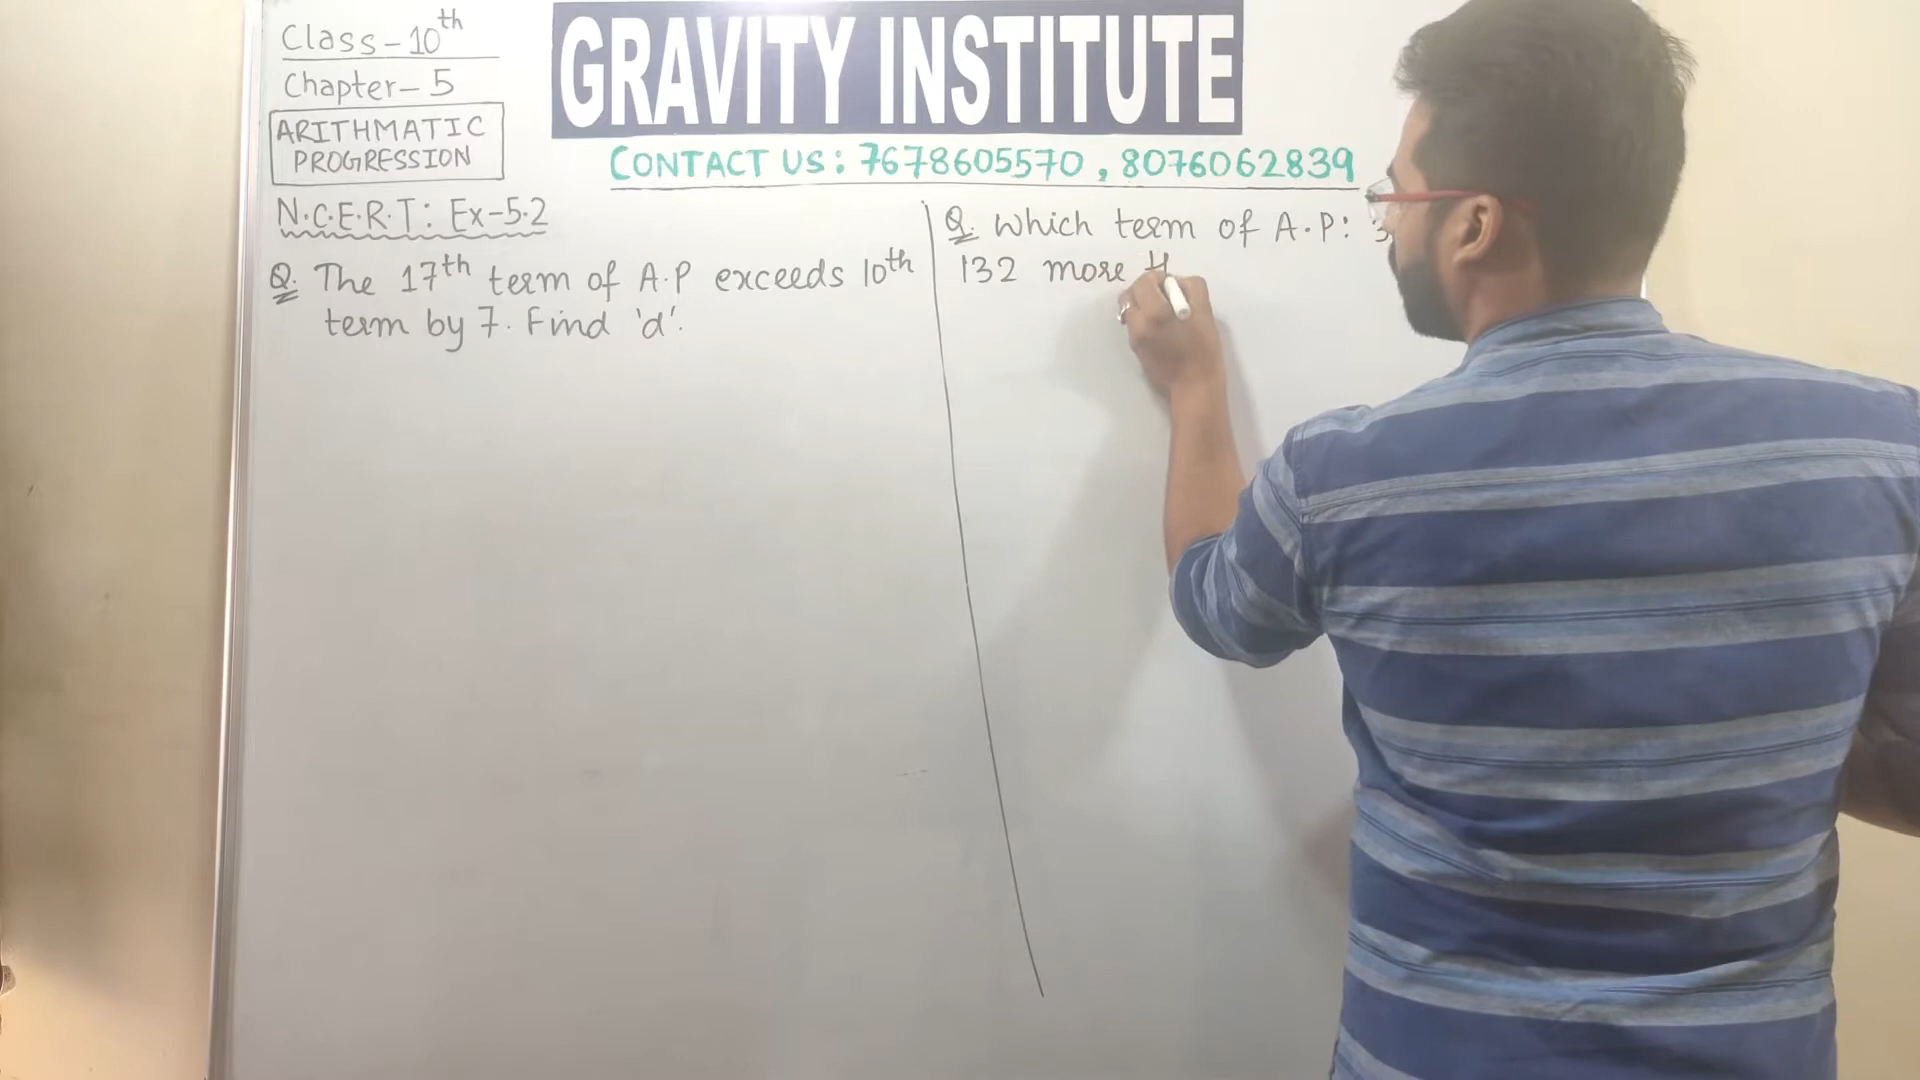 Class-10th
Chapter-5
ARITHMATIC
PROGRESSION
GRAVITY INSTITUTE
CONTACT US: 7678605570, 8076062839
N.C.E.R.T: Ex-5.2
Q. The 17th term of A.P exceeds 10th
term by 7. Find 'd'.
Q. Which term of A.P: 3
132 more